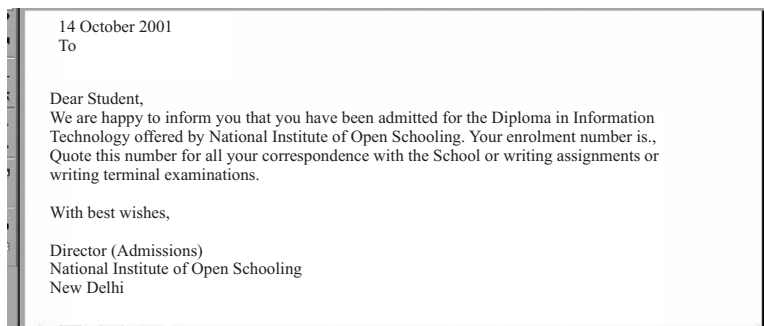 14 October 2001
To
Dear Student,
We are happy to inform you that you have been admitted for the Diploma in Information
Technology offered by National Institute of Open Schooling. Your enrolment number is.,
Quote this number for all your correspondence with the School or writing assignments or
writing terminal examinations.
With best wishes,
Director (Admissions)
National Institute of Open Schooling
New Delhi